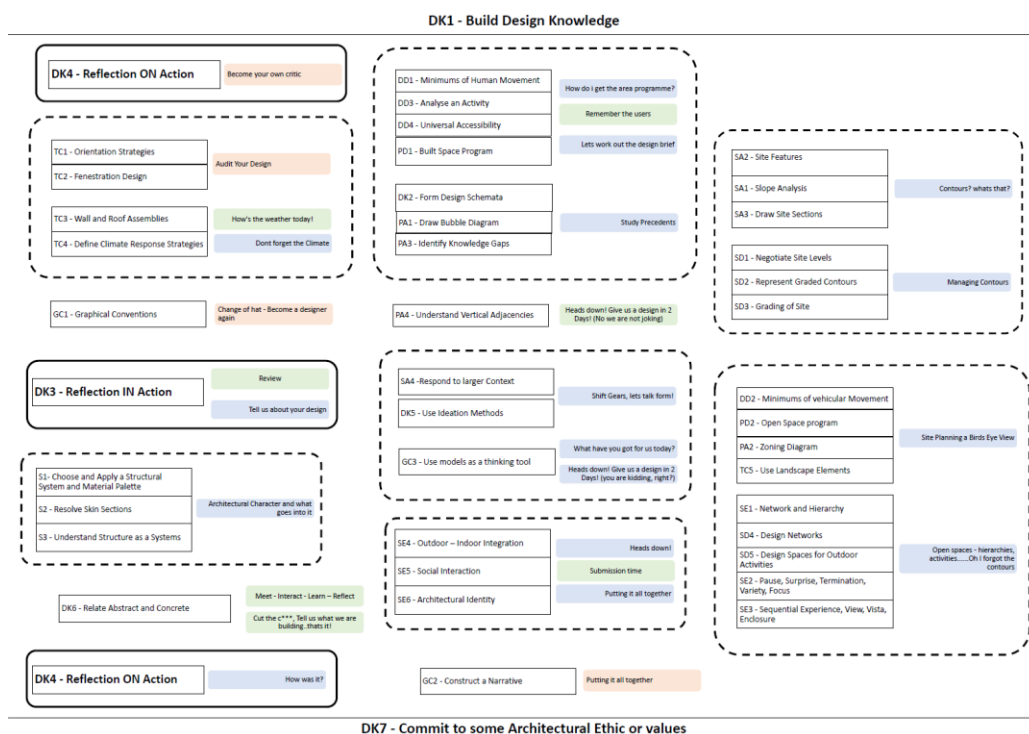 DK1 - Build Design Knowledge
DK4 - Reflection ON Action
Become your own critic
TC1 - Orientation Strategies
TC2 - Fenestration Design
Audit Your Design
TC3 - Wall and Roof Assemblies
How's the weather today!
TC4 - Define Climate Response Strategies
Dont forget the Climate
GC1 - Graphical Conventions
Change of hat - Become a designer
again
DK3 - Reflection IN Action
Review
Tell us about your design
S1- Choose and Apply a Structural
System and Material Palette
S2 - Resolve Skin Sections
S3 - Understand Structure as a Systems
Architectural Character and what
goes into it
DK6 - Relate Abstract and Concrete
Meet - Interact - Learn – Reflect
Cut the c***, Tell us what we are
building..thats it!
DK4 - Reflection ON Action
How was it?
DD1 - Minimums of Human Movement
DD3 - Analyse an Activity
DD4 - Universal Accessibility
PD1 - Built Space Program
How do i get the area programme?
Remember the users
Lets work out the design brief
DK2 - Form Design Schemata
PA1 - Draw Bubble Diagram
PA3 - Identify Knowledge Gaps
Study Precedents
PA4 - Understand Vertical Adjacencies
Heads down! Give us a design in 2
Days! (No we are not joking)
SA4 -Respond to larger Context
DK5 - Use Ideation Methods
Shift Gears, lets talk form!
GC3 - Use models as a thinking tool
What have you got for us today?
Heads down! Give us a design in 2
Days! (you are kidding, right?)
SE4 - Outdoor – Indoor Integration
SE5 - Social Interaction
SE6 - Architectural Identity
Heads down!
Submission time
Putting it all together
GC2 - Construct a Narrative
Putting it all together
SA2 - Site Features
SA1 - Slope Analysis
SA3 - Draw Site Sections
Contours? whats that?
SD1 - Negotiate Site Levels
SD2 - Represent Graded Contours
SD3 - Grading of Site
Managing Contours
DD2 - Minimums of vehicular Movement
PD2 - Open Space program
PA2 - Zoning Diagram
TC5 - Use Landscape Elements
Site Planning a Birds Eye View
SE1 - Network and Hierarchy
SD4 - Design Networks
SD5 - Design Spaces for Outdoor
Activities
SE2 - Pause, Surprise, Termination,
Variety, Focus
SE3 - Sequential Experience, View, Vista,
Enclosure
Open spaces - hierarchies,
activities......Oh I forgot the
contours
DK7 - Commit to some Architectural Ethic or values